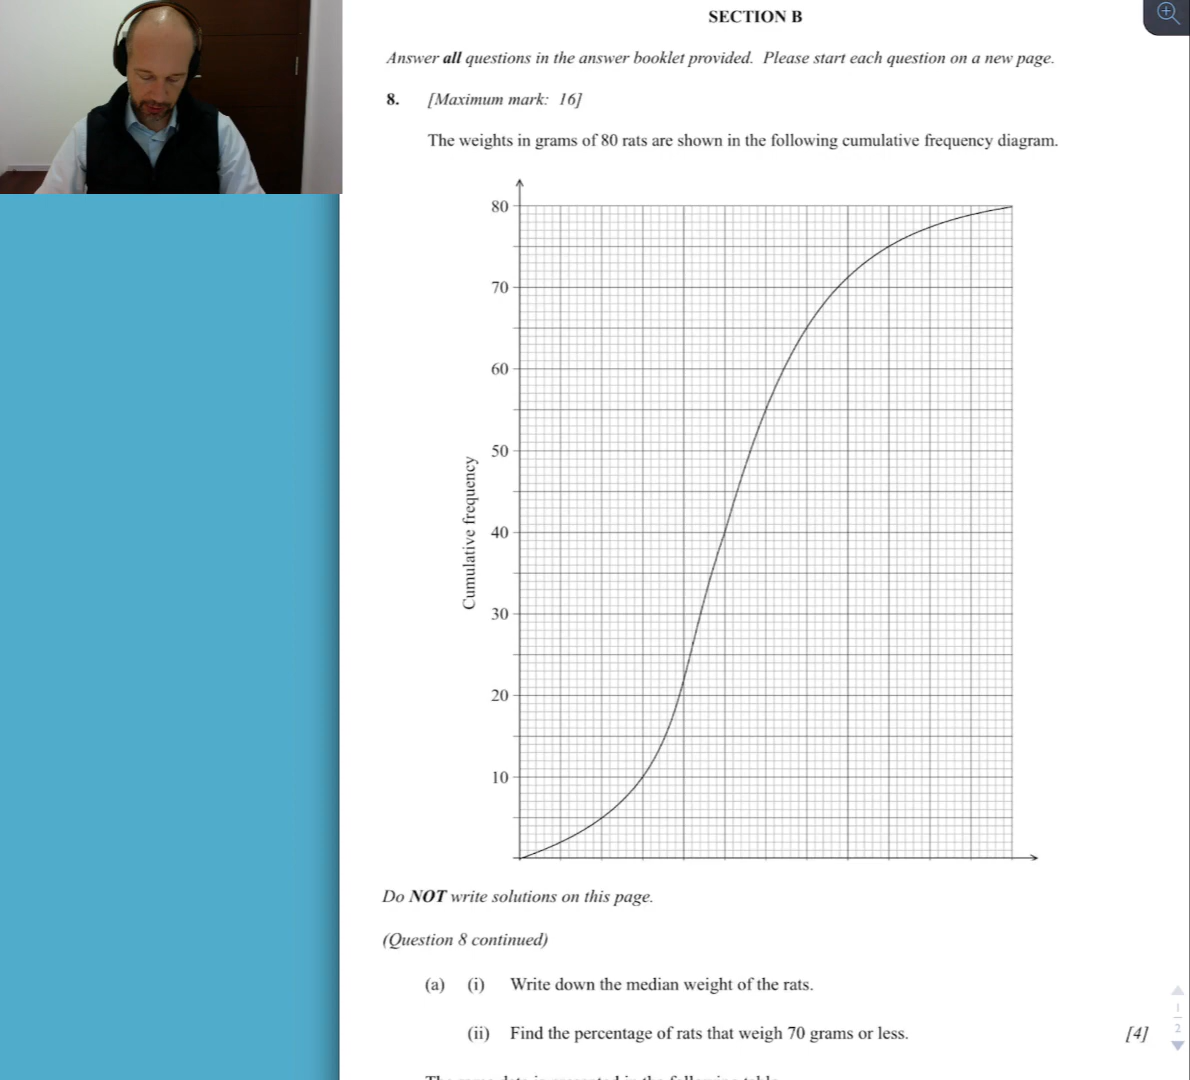 SECTION B
Answer all questions in the answer booklet provided. Please start each question on a new page.
8. [Maximum mark: 16]
The weights in grams of 80 rats are shown in the following cumulative frequency diagram.
80
70
60
50
Cumulative frequency
40
30
20
10
Do NOT write solutions on this page.
(Question 8 continued)
(a) (i) Write down the median weight of the rats.
(ii) Find the percentage of rats that weigh 70 grams or less. [4]
1
2